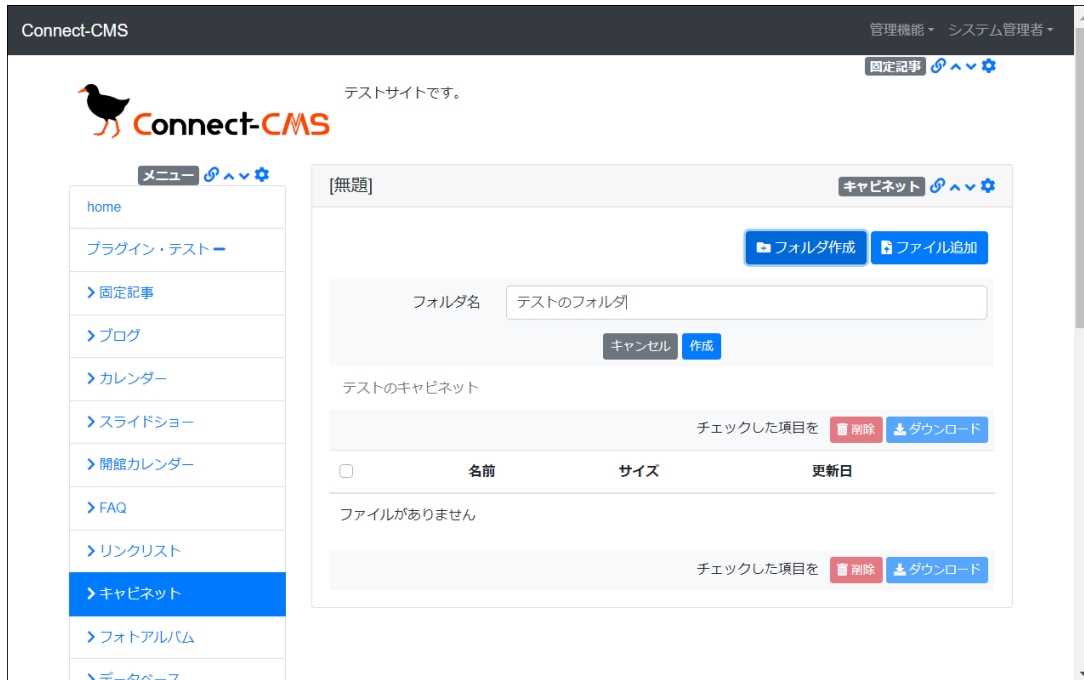 Connect-CMS
管理機能 システム管理者
固定記事
テストサイトです。
Connect-CMS
メニュー
home
プラグイン・テスト
固定記事
ブログ
カレンダー
スライドショー
開館カレンダー
FAQ
リンクリスト
キャビネット
フォトアルバム
データベース
[無題]
キャビネット
フォルダ作成 ファイル追加
フォルダ名 テストのフォルダ
キャンセル 作成
テストのキャビネット
チェックした項目を 削除 ダウンロード
名前 サイズ 更新日
ファイルがありません
チェックした項目を 削除 ダウンロード